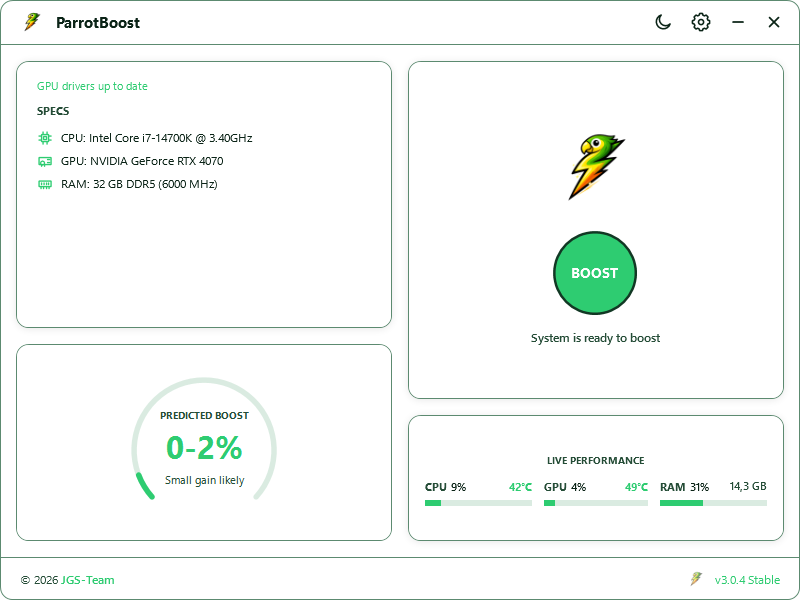 ParrotBoost
GPU drivers up to date
SPECS
CPU: Intel Core i7-14700K @ 3.40GHz
GPU: NVIDIA GeForce RTX 4070
RAM: 32 GB DDR5 (6000 MHz)
BOOST
System is ready to boost
PREDICTED BOOST
0-2%
Small gain likely
LIVE PERFORMANCE
CPU 9% 42°C GPU 4% 49°C RAM 31% 14,3 GB
© 2026 JGS-Team
v3.0.4 Stable